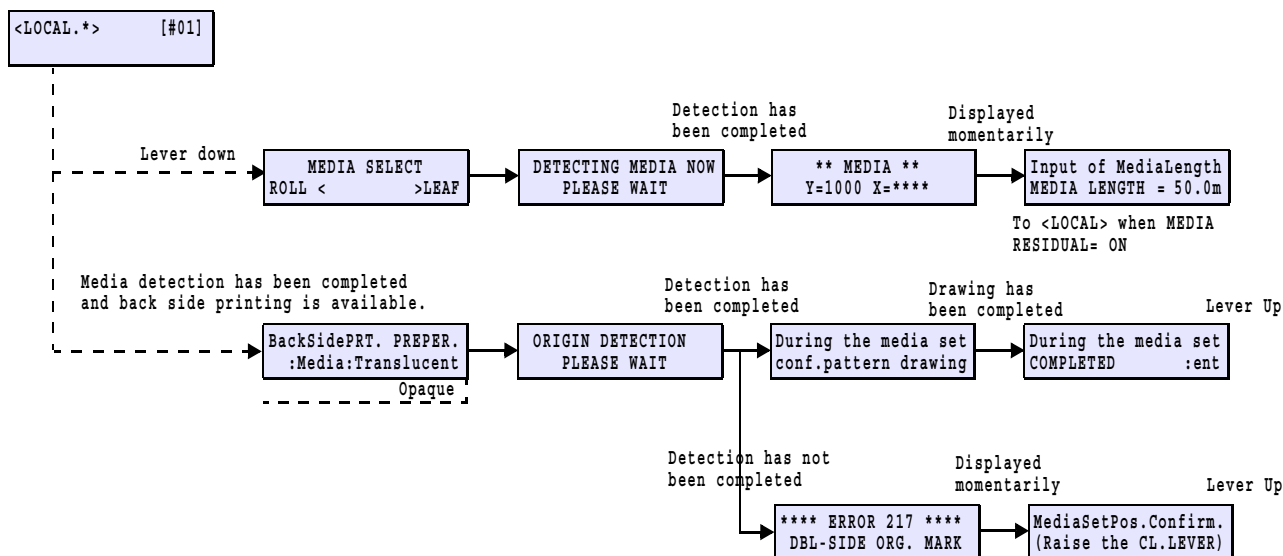 <LOCAL.*> [#01]
Detection has
been completed
Displayed
momentarily
Lever down
MEDIA SELECT
ROLL < >LEAF
DETECTING MEDIA NOW
PLEASE WAIT
** MEDIA **
Y=1000 X=****
Input of MediaLength
MEDIA LENGTH = 50.0m
To <LOCAL> when MEDIA
RESIDUAL= ON
Media detection has been completed
and back side printing is available.
Detection has
been completed
Drawing has
been completed
Lever Up
BackSidePRT. PREPER.
:Media:Translucent
Opaque
ORIGIN DETECTION
PLEASE WAIT
During the media set
conf.pattern drawing
During the media set
COMPLETED :ent
Detection has not
been completed
Displayed
momentarily
Lever Up
**** ERROR 217 ****
DBL-SIDE ORG. MARK
MediaSetPos.Confirm.
(Raise the CL.LEVER)